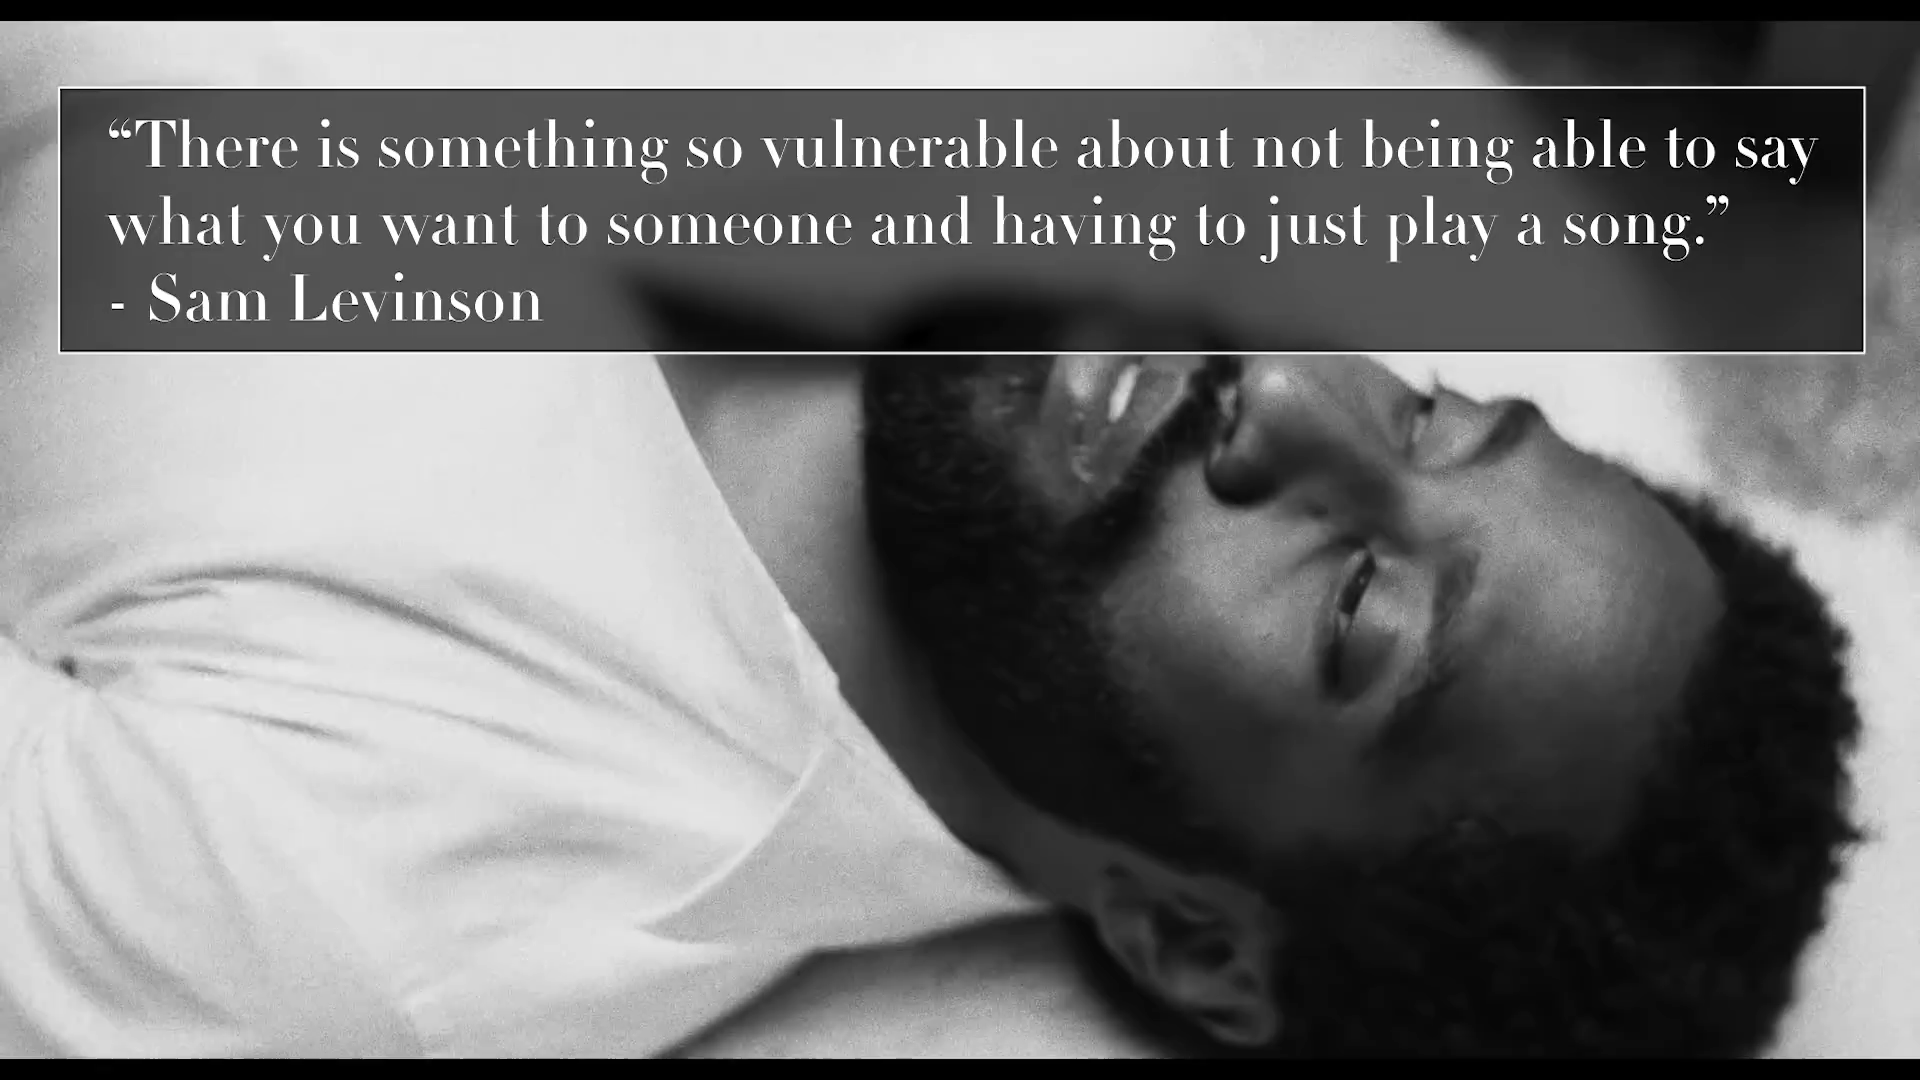 “There is something so vulnerable about not being able to say
what you want to someone and having to just play a song.”
- Sam Levinson